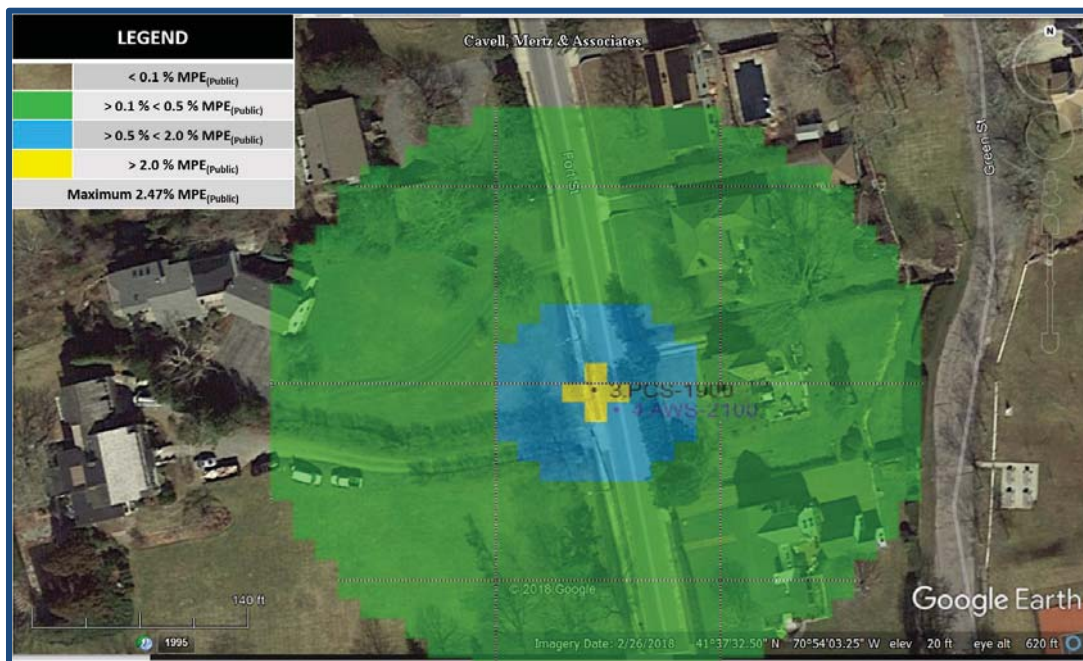 LEGEND
< 0.1 % MPE(Public)
> 0.1 % < 0.5 % MPE(Public)
> 0.5 % < 2.0 % MPE(Public)
> 2.0 % MPE(Public)
Maximum 2.47% MPE(Public)
Cavell, Mertz & Associates
N
Fort St
Green St
3 PCS-1900
4 AWS-2100
© 2018 Google
Google Earth
140 ft
1995
Imagery Date: 2/26/2018 41°37'32.50" N 70°54'03.25" W elev 20 ft eye alt 620 ft